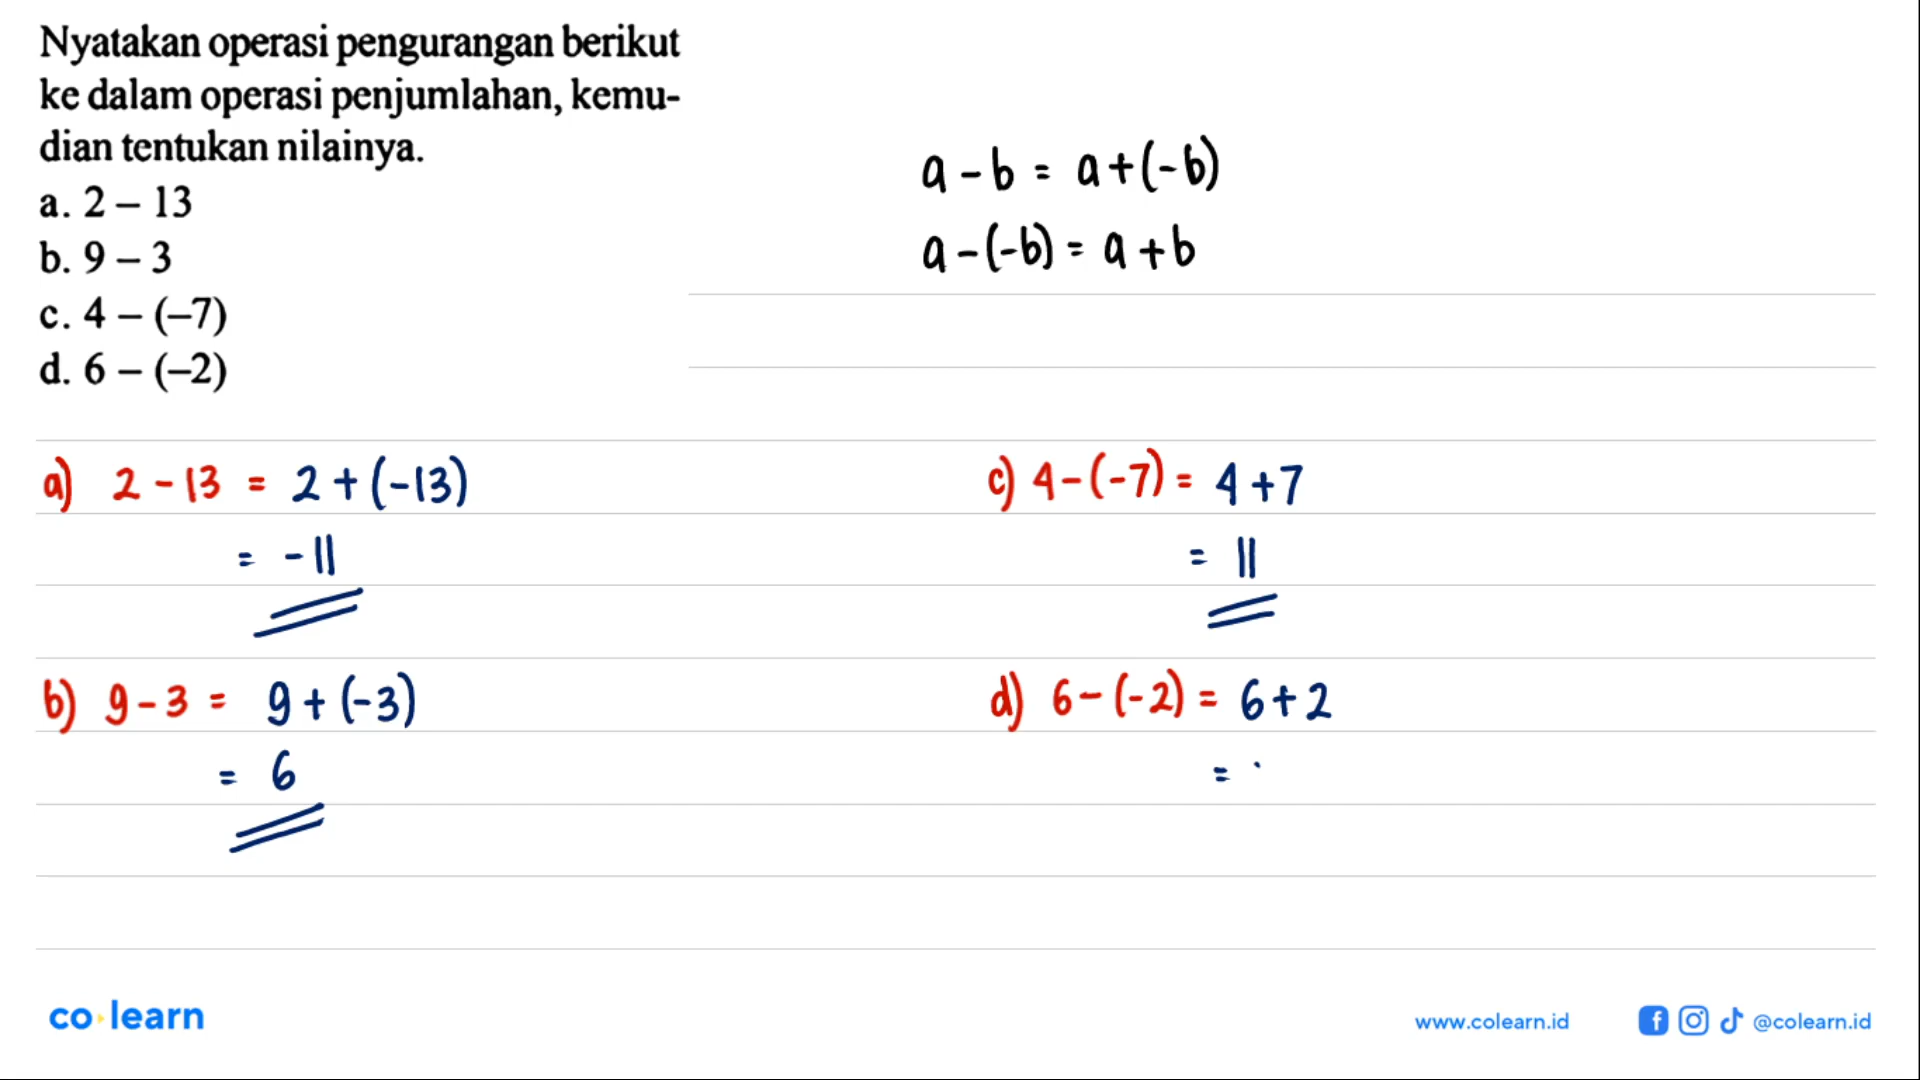 Nyatakan operasi pengurangan berikut
ke dalam operasi penjumlahan, kemu-
dian tentukan nilainya.
a. 2 – 13
b. 9 – 3
c. 4 – (–7)
d. 6 – (–2)
a - b = a + (-b)
a - (-b) = a + b
a) 2 - 13 = 2 + (-13)
= -11
b) 9 - 3 = 9 + (-3)
= 6
c) 4 - (-7) = 4 + 7
= 11
d) 6 - (-2) = 6 + 2
=
co learn
www.colearn.id
@colearn.id